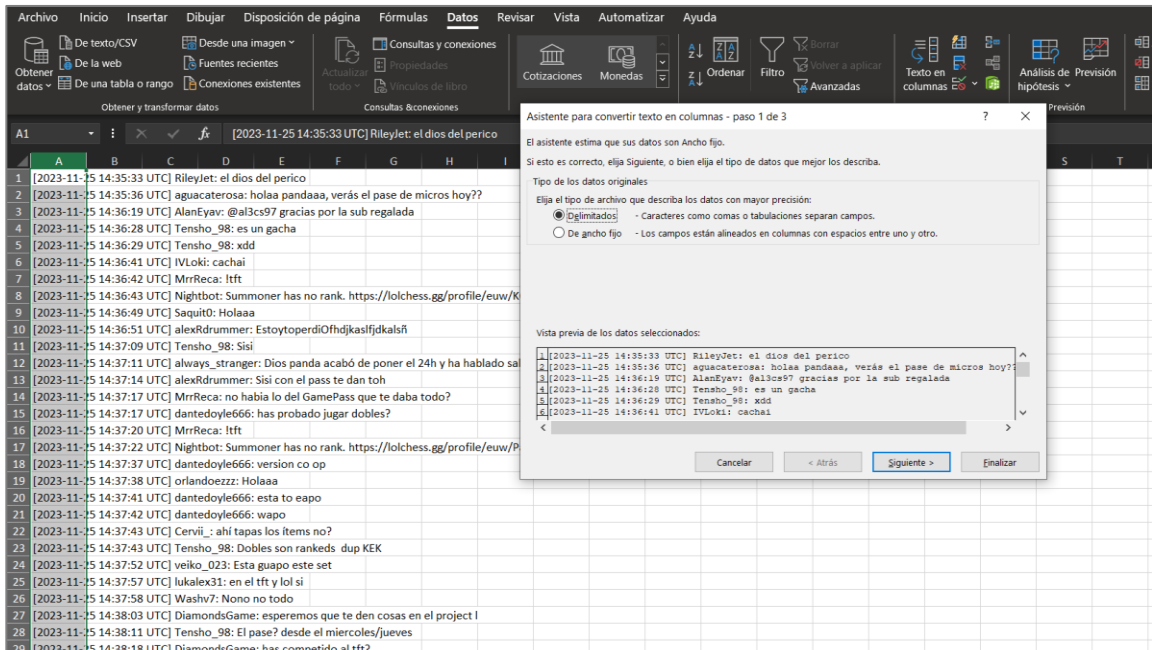 Archivo Inicio Insertar Dibujar Disposición de página Fórmulas Datos Revisar Vista Automatizar Ayuda
Obtener datos
De texto/CSV
De la web
De una tabla o rango
Desde una imagen
Fuentes recientes
Conexiones existentes
Obtener y transformar datos
Actualizar todo
Consultas y conexiones
Propiedades
Vínculos de libro
Consultas &conexiones
Cotizaciones Monedas
Ordenar
Filtro
Borrar
Volver a aplicar
Avanzadas
Texto en columnas
Análisis de hipótesis
Previsión
Previsión
A1 fx [2023-11-25 14:35:33 UTC] RileyJet: el dios del perico
A B C D E F G H I S T
1 [2023-11-25 14:35:33 UTC] RileyJet: el dios del perico
2 [2023-11-25 14:35:36 UTC] aguacaterosa: holaa pandaaa, verás el pase de micros hoy??
3 [2023-11-25 14:36:19 UTC] AlanEyav: @al3cs97 gracias por la sub regalada
4 [2023-11-25 14:36:28 UTC] Tensho_98: es un gacha
5 [2023-11-25 14:36:29 UTC] Tensho_98: xdd
6 [2023-11-25 14:36:41 UTC] IVLoki: cachai
7 [2023-11-25 14:36:42 UTC] MrrReca: !tft
8 [2023-11-25 14:36:43 UTC] Nightbot: Summoner has no rank. https://lolchess.gg/profile/euw/K
9 [2023-11-25 14:36:49 UTC] Saquit0: Holaaa
10 [2023-11-25 14:36:51 UTC] alexRdrummer: EstoytoperdiOfhdjkaslfjdkalsñ
11 [2023-11-25 14:37:09 UTC] Tensho_98: Sisi
12 [2023-11-25 14:37:11 UTC] always_stranger: Dios panda acabó de poner el 24h y ha hablado sal
13 [2023-11-25 14:37:14 UTC] alexRdrummer: Sisi con el pass te dan toh
14 [2023-11-25 14:37:17 UTC] MrrReca: no habia lo del GamePass que te daba todo?
15 [2023-11-25 14:37:17 UTC] dantedoyle666: has probado jugar dobles?
16 [2023-11-25 14:37:20 UTC] MrrReca: !tft
17 [2023-11-25 14:37:22 UTC] Nightbot: Summoner has no rank. https://lolchess.gg/profile/euw/P
18 [2023-11-25 14:37:37 UTC] dantedoyle666: version co op
19 [2023-11-25 14:37:38 UTC] orlandoezzz: Holaaa
20 [2023-11-25 14:37:41 UTC] dantedoyle666: esta to eapo
21 [2023-11-25 14:37:42 UTC] dantedoyle666: wapo
22 [2023-11-25 14:37:43 UTC] Cervii_: ahí tapas los ítems no?
23 [2023-11-25 14:37:43 UTC] Tensho_98: Dobles son rankeds dup KEK
24 [2023-11-25 14:37:52 UTC] veiko_023: Esta guapo este set
25 [2023-11-25 14:37:57 UTC] lukalex31: en el tft y lol si
26 [2023-11-25 14:37:58 UTC] Washv7: Nono no todo
27 [2023-11-25 14:38:03 UTC] DiamondsGame: esperemos que te den cosas en el project l
28 [2023-11-25 14:38:11 UTC] Tensho_98: El pase? desde el miercoles/jueves
29 [2023-11-25 14:38:18 UTC] DiamondsGame: has competido al tft?
Asistente para convertir texto en columnas - paso 1 de 3 ?
El asistente estima que sus datos son Ancho fijo.
Si esto es correcto, elija Siguiente, o bien elija el tipo de datos que mejor los describa.
Tipo de los datos originales
Elija el tipo de archivo que describa los datos con mayor precisión:
Delimitados - Caracteres como comas o tabulaciones separan campos.
De ancho fijo - Los campos están alineados en columnas con espacios entre uno y otro.
Vista previa de los datos seleccionados:
1 [2023-11-25 14:35:33 UTC] RileyJet: el dios del perico
2 [2023-11-25 14:35:36 UTC] aguacaterosa: holaa pandaaa, verás el pase de micros hoy??
3 [2023-11-25 14:36:19 UTC] AlanEyav: @al3cs97 gracias por la sub regalada
4 [2023-11-25 14:36:28 UTC] Tensho_98: es un gacha
5 [2023-11-25 14:36:29 UTC] Tensho_98: xdd
6 [2023-11-25 14:36:41 UTC] IVLoki: cachai
Cancelar < Atrás Siguiente > Finalizar